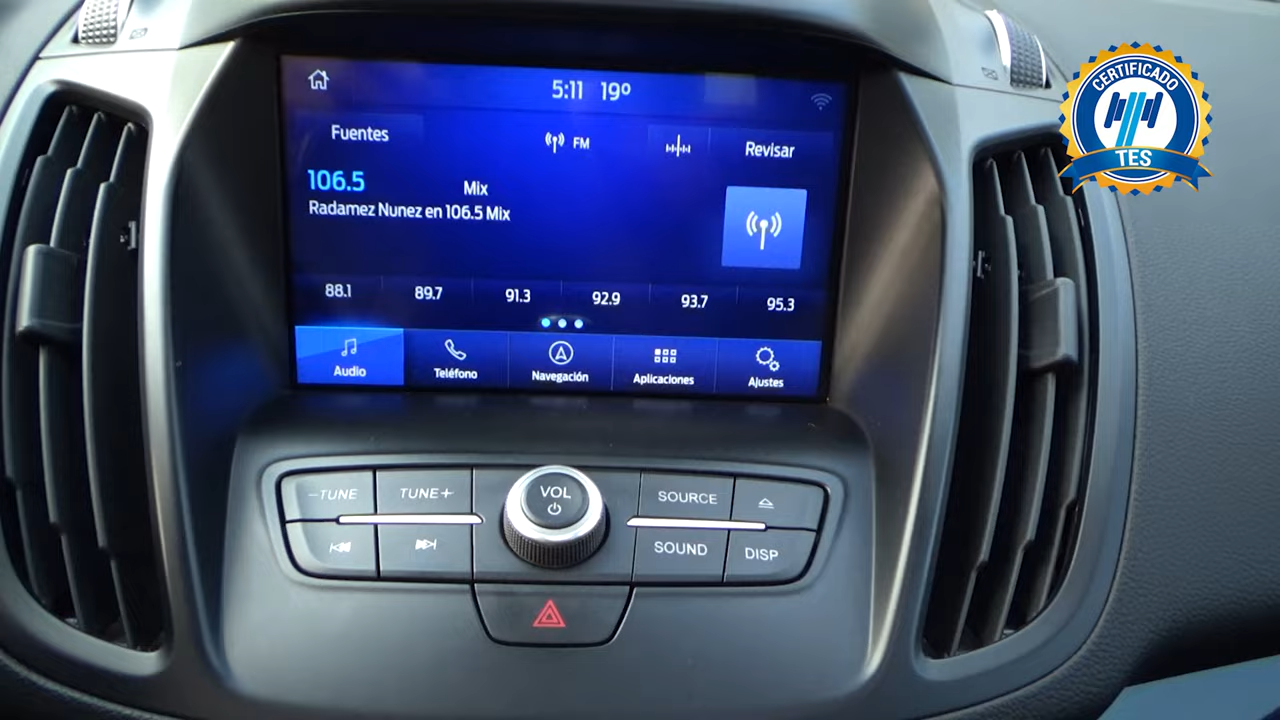 5:11 19º
Fuentes
FM
Revisar
106.5
Mix
Radamez Nunez en 106.5 Mix
88.1
89.7
91.3
92.9
93.7
95.3
Audio
Teléfono
Navegación
Aplicaciones
Ajustes
-TUNE
TUNE+
VOL
SOURCE
SOUND
DISP
CERTIFICADO
TES